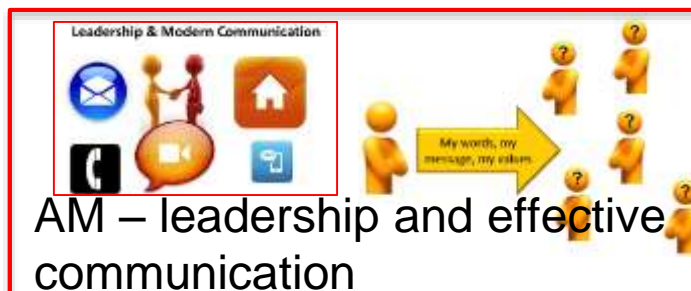 Leadership & Modern Communication
My words, my
message, my values
?
?
?
?
?
AM – leadership and effective
communication